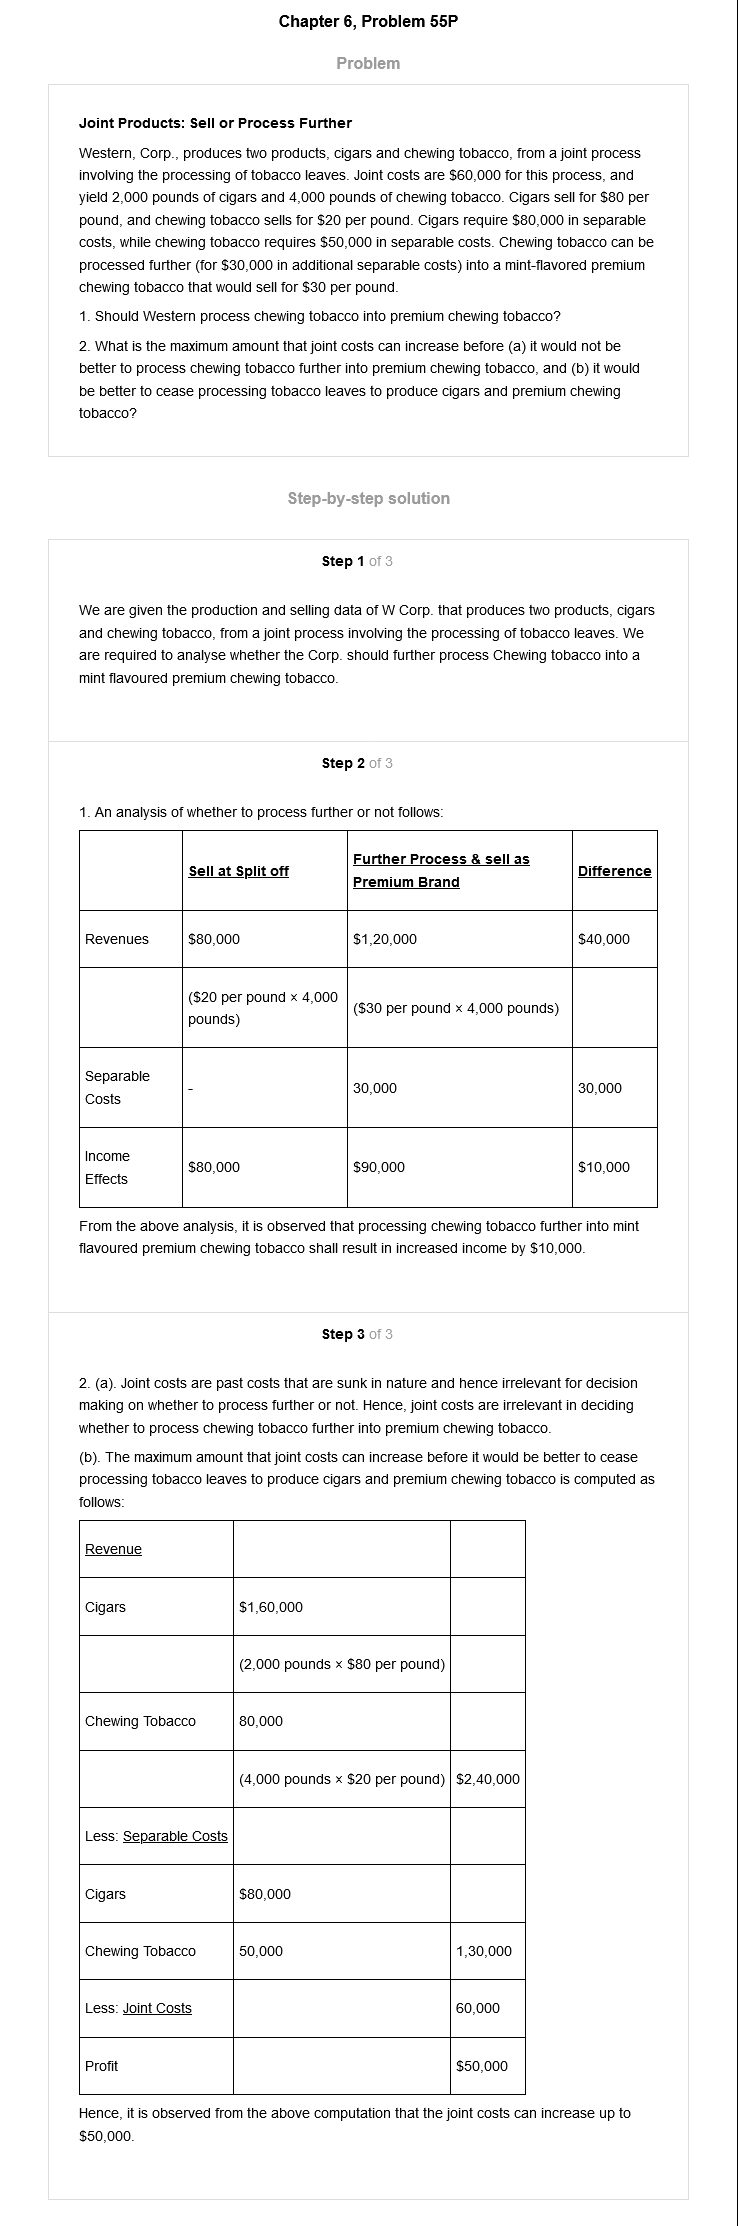 Chapter 6, Problem 55P
Problem
Joint Products: Sell or Process Further
Western, Corp., produces two products, cigars and chewing tobacco, from a joint process
involving the processing of tobacco leaves. Joint costs are $60,000 for this process, and
yield 2,000 pounds of cigars and 4,000 pounds of chewing tobacco. Cigars sell for $80 per
pound, and chewing tobacco sells for $20 per pound. Cigars require $80,000 in separable
costs, while chewing tobacco requires $50,000 in separable costs. Chewing tobacco can be
processed further (for $30,000 in additional separable costs) into a mint-flavored premium
chewing tobacco that would sell for $30 per pound.
1. Should Western process chewing tobacco into premium chewing tobacco?
2. What is the maximum amount that joint costs can increase before (a) it would not be
better to process chewing tobacco further into premium chewing tobacco, and (b) it would
be better to cease processing tobacco leaves to produce cigars and premium chewing
tobacco?
Step-by-step solution
Step 1 of 3
We are given the production and selling data of W Corp. that produces two products, cigars
and chewing tobacco, from a joint process involving the processing of tobacco leaves. We
are required to analyse whether the Corp. should further process Chewing tobacco into a
mint flavoured premium chewing tobacco.
Step 2 of 3
1. An analysis of whether to process further or not follows:
Sell at Split off
Further Process & sell as
Premium Brand
Difference
Revenues
$80,000
$1,20,000
$40,000
($20 per pound × 4,000
pounds)
($30 per pound × 4,000 pounds)
Separable
Costs
-
30,000
30,000
Income
Effects
$80,000
$90,000
$10,000
From the above analysis, it is observed that processing chewing tobacco further into mint
flavoured premium chewing tobacco shall result in increased income by $10,000.
Step 3 of 3
2. (a). Joint costs are past costs that are sunk in nature and hence irrelevant for decision
making on whether to process further or not. Hence, joint costs are irrelevant in deciding
whether to process chewing tobacco further into premium chewing tobacco.
(b). The maximum amount that joint costs can increase before it would be better to cease
processing tobacco leaves to produce cigars and premium chewing tobacco is computed as
follows:
Revenue
Cigars
$1,60,000
(2,000 pounds × $80 per pound)
Chewing Tobacco
80,000
(4,000 pounds × $20 per pound)
$2,40,000
Less: Separable Costs
Cigars
$80,000
Chewing Tobacco
50,000
1,30,000
Less: Joint Costs
60,000
Profit
$50,000
Hence, it is observed from the above computation that the joint costs can increase up to
$50,000.